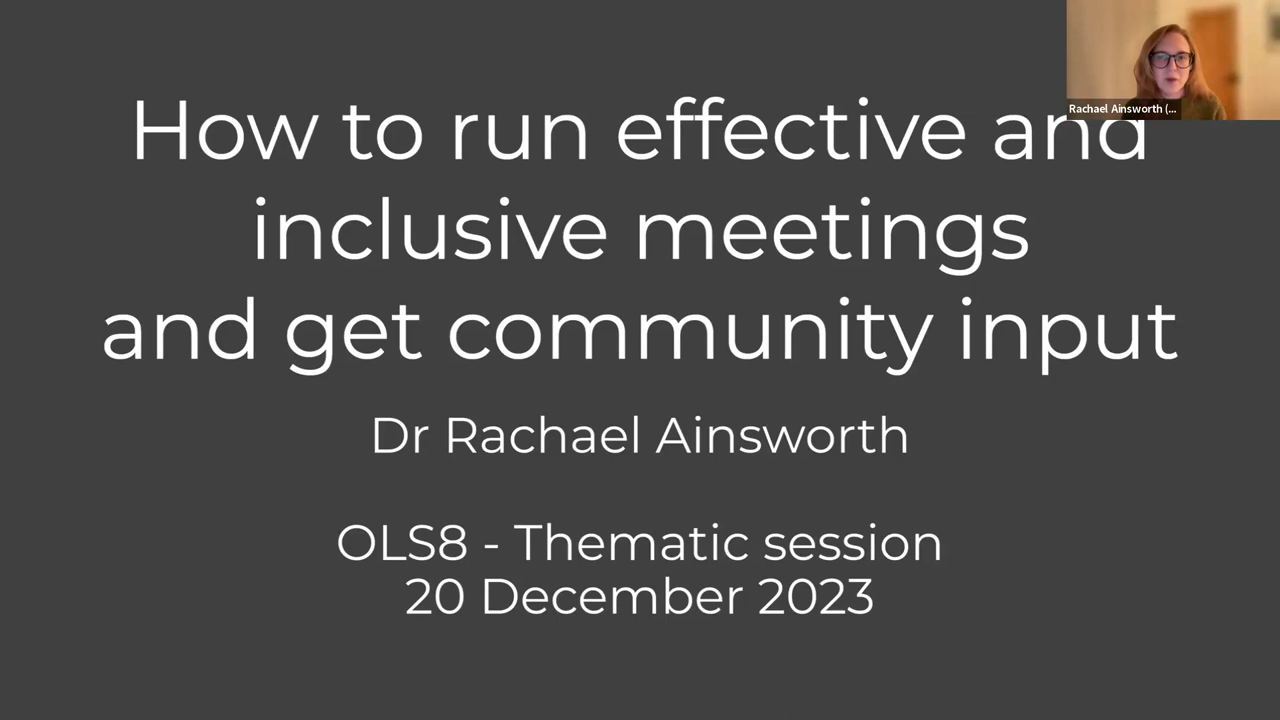 Rachael Ainsworth (...
How to run effective and
inclusive meetings
and get community input
Dr Rachael Ainsworth
OLS8 - Thematic session
20 December 2023